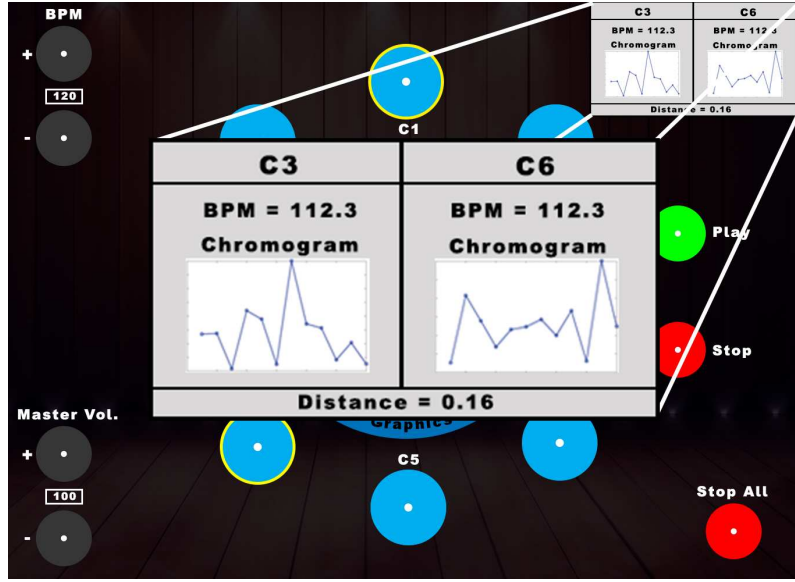 BPM
+
120
-
C1
C3 C6
BPM = 112.3 BPM = 112.3
Chromogram Chromogram
Distance = 0.16
C3 C6
BPM = 112.3 BPM = 112.3
Chromogram Chromogram
Distance = 0.16
Graphics
Play
Stop
Master Vol.
+
100
-
C5
Stop All